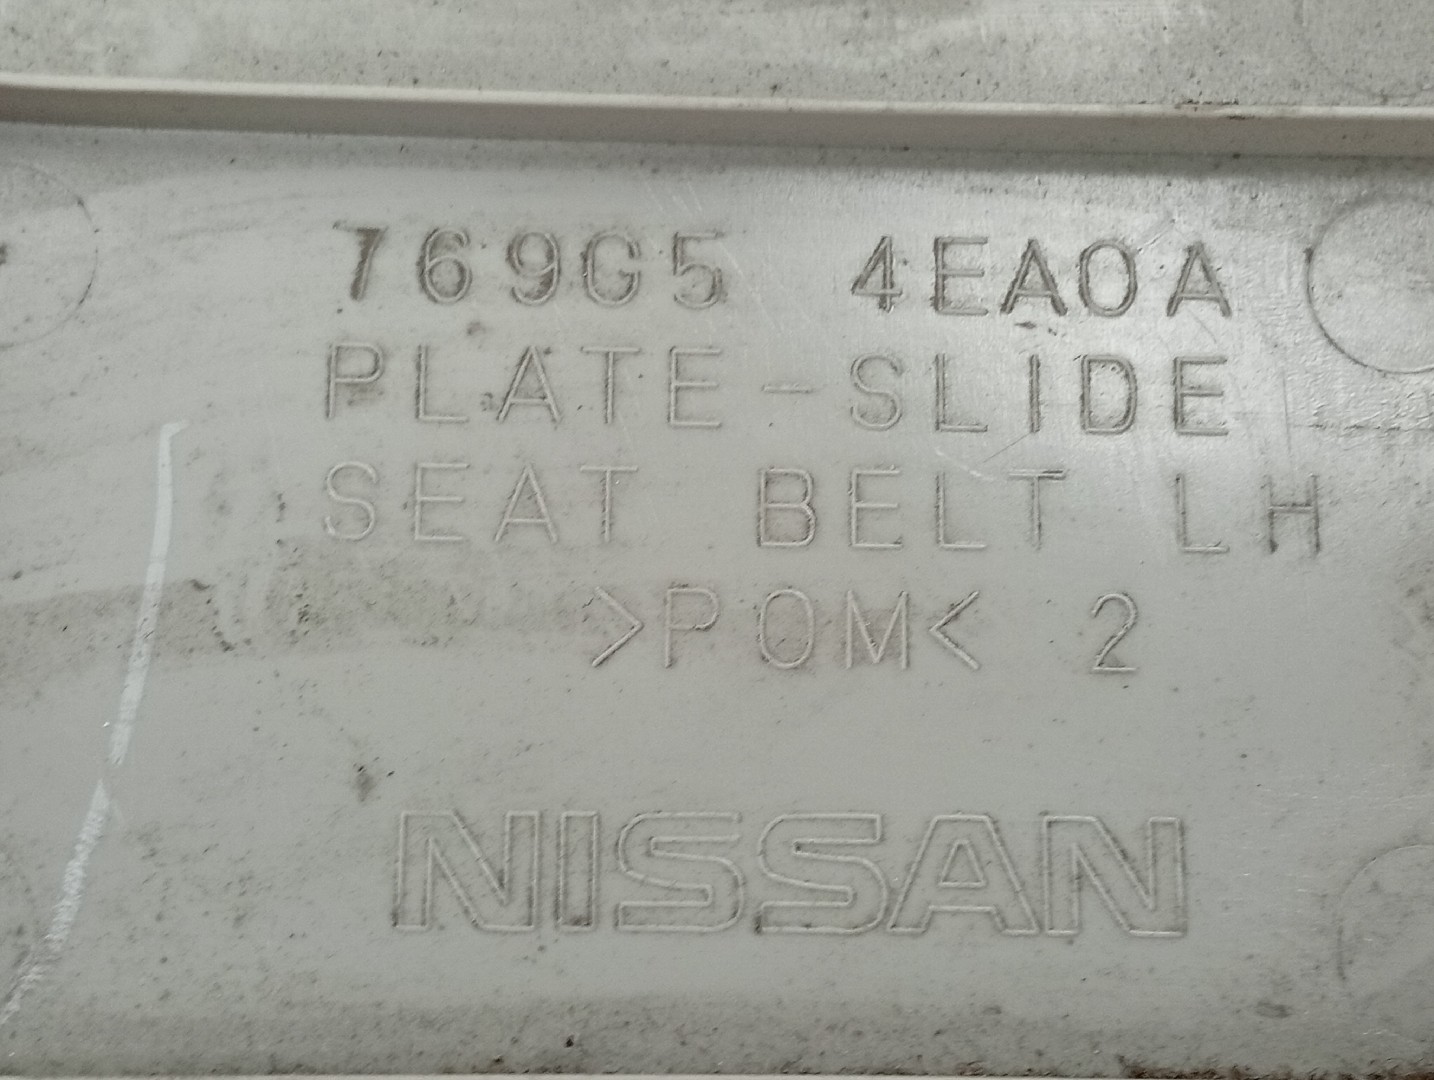 769G5 4EA0A
PLATE-SLIDE
SEAT BELT LH
>POM< 2
NISSAN